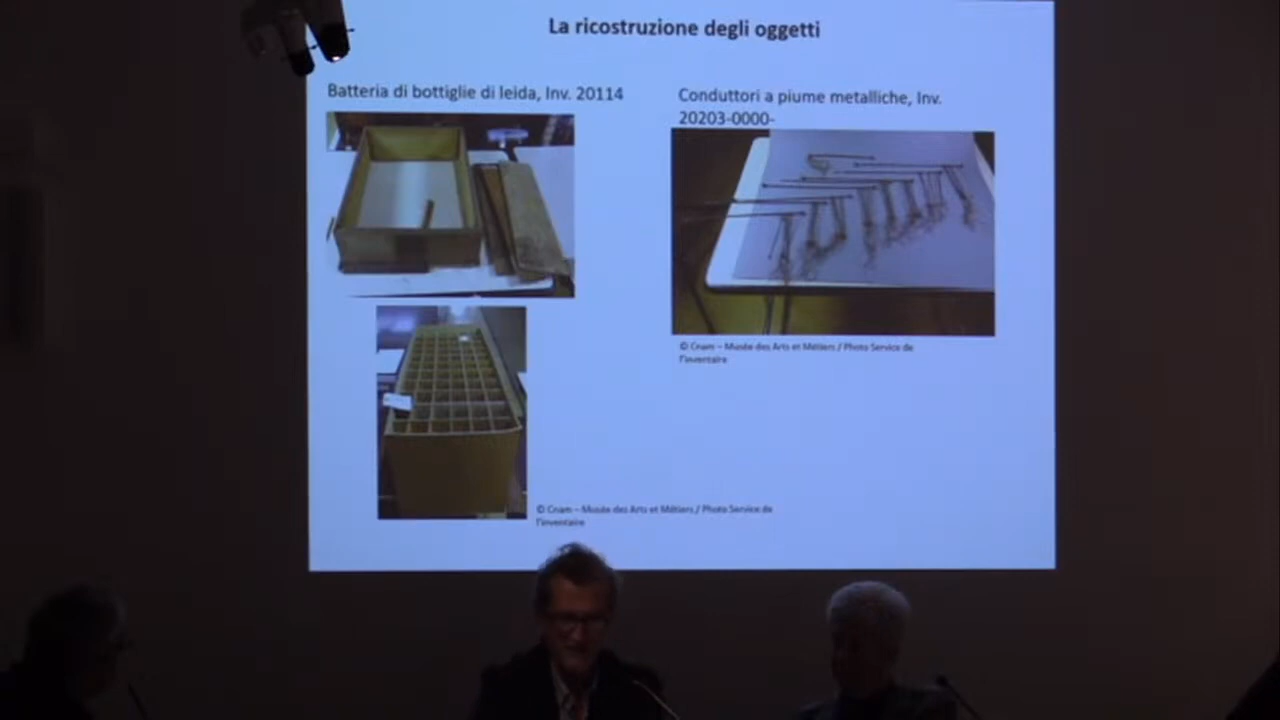 La ricostruzione degli oggetti
Batteria di bottiglie di leida, Inv. 20114
Conduttori a piume metalliche, Inv.
20203-0000-
© Cnam – Musée des Arts et Métiers / Photo Service de
l'inventaire
© Cnam – Musée des Arts et Métiers / Photo Service de
l'inventaire